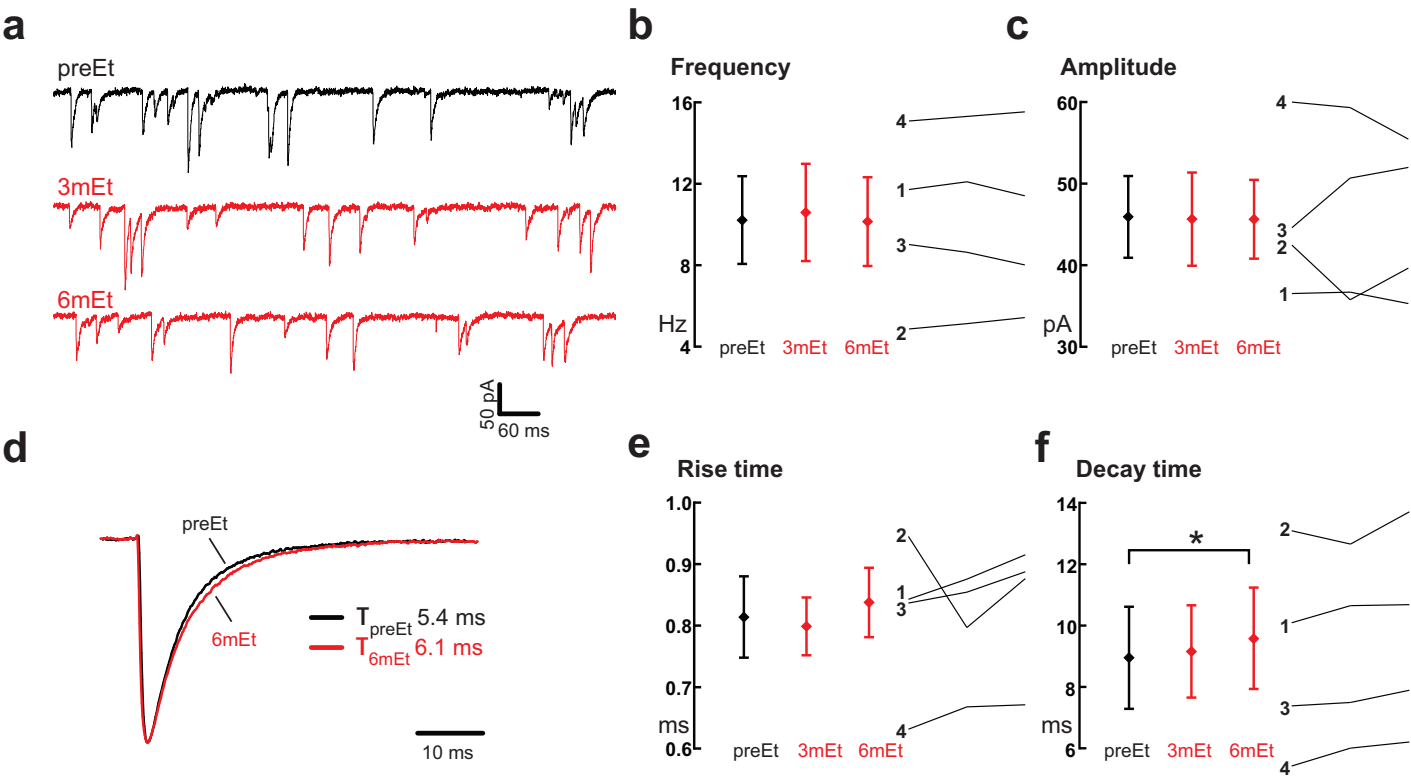 a
preEt
3mEt
6mEt
50 pA
60 ms
b
Frequency
16
12
8
4
Hz
preEt
3mEt
6mEt
4
1
3
2
c
Amplitude
60
50
40
30
pA
preEt
3mEt
6mEt
4
3
2
1
d
preEt
6mEt
TpreEt 5.4 ms
T6mEt 6.1 ms
10 ms
e
Rise time
1.0
0.9
0.8
0.7
0.6
ms
preEt
3mEt
6mEt
2
1
3
4
f
Decay time
14
12
10
8
6
ms
*
preEt
3mEt
6mEt
2
1
3
4